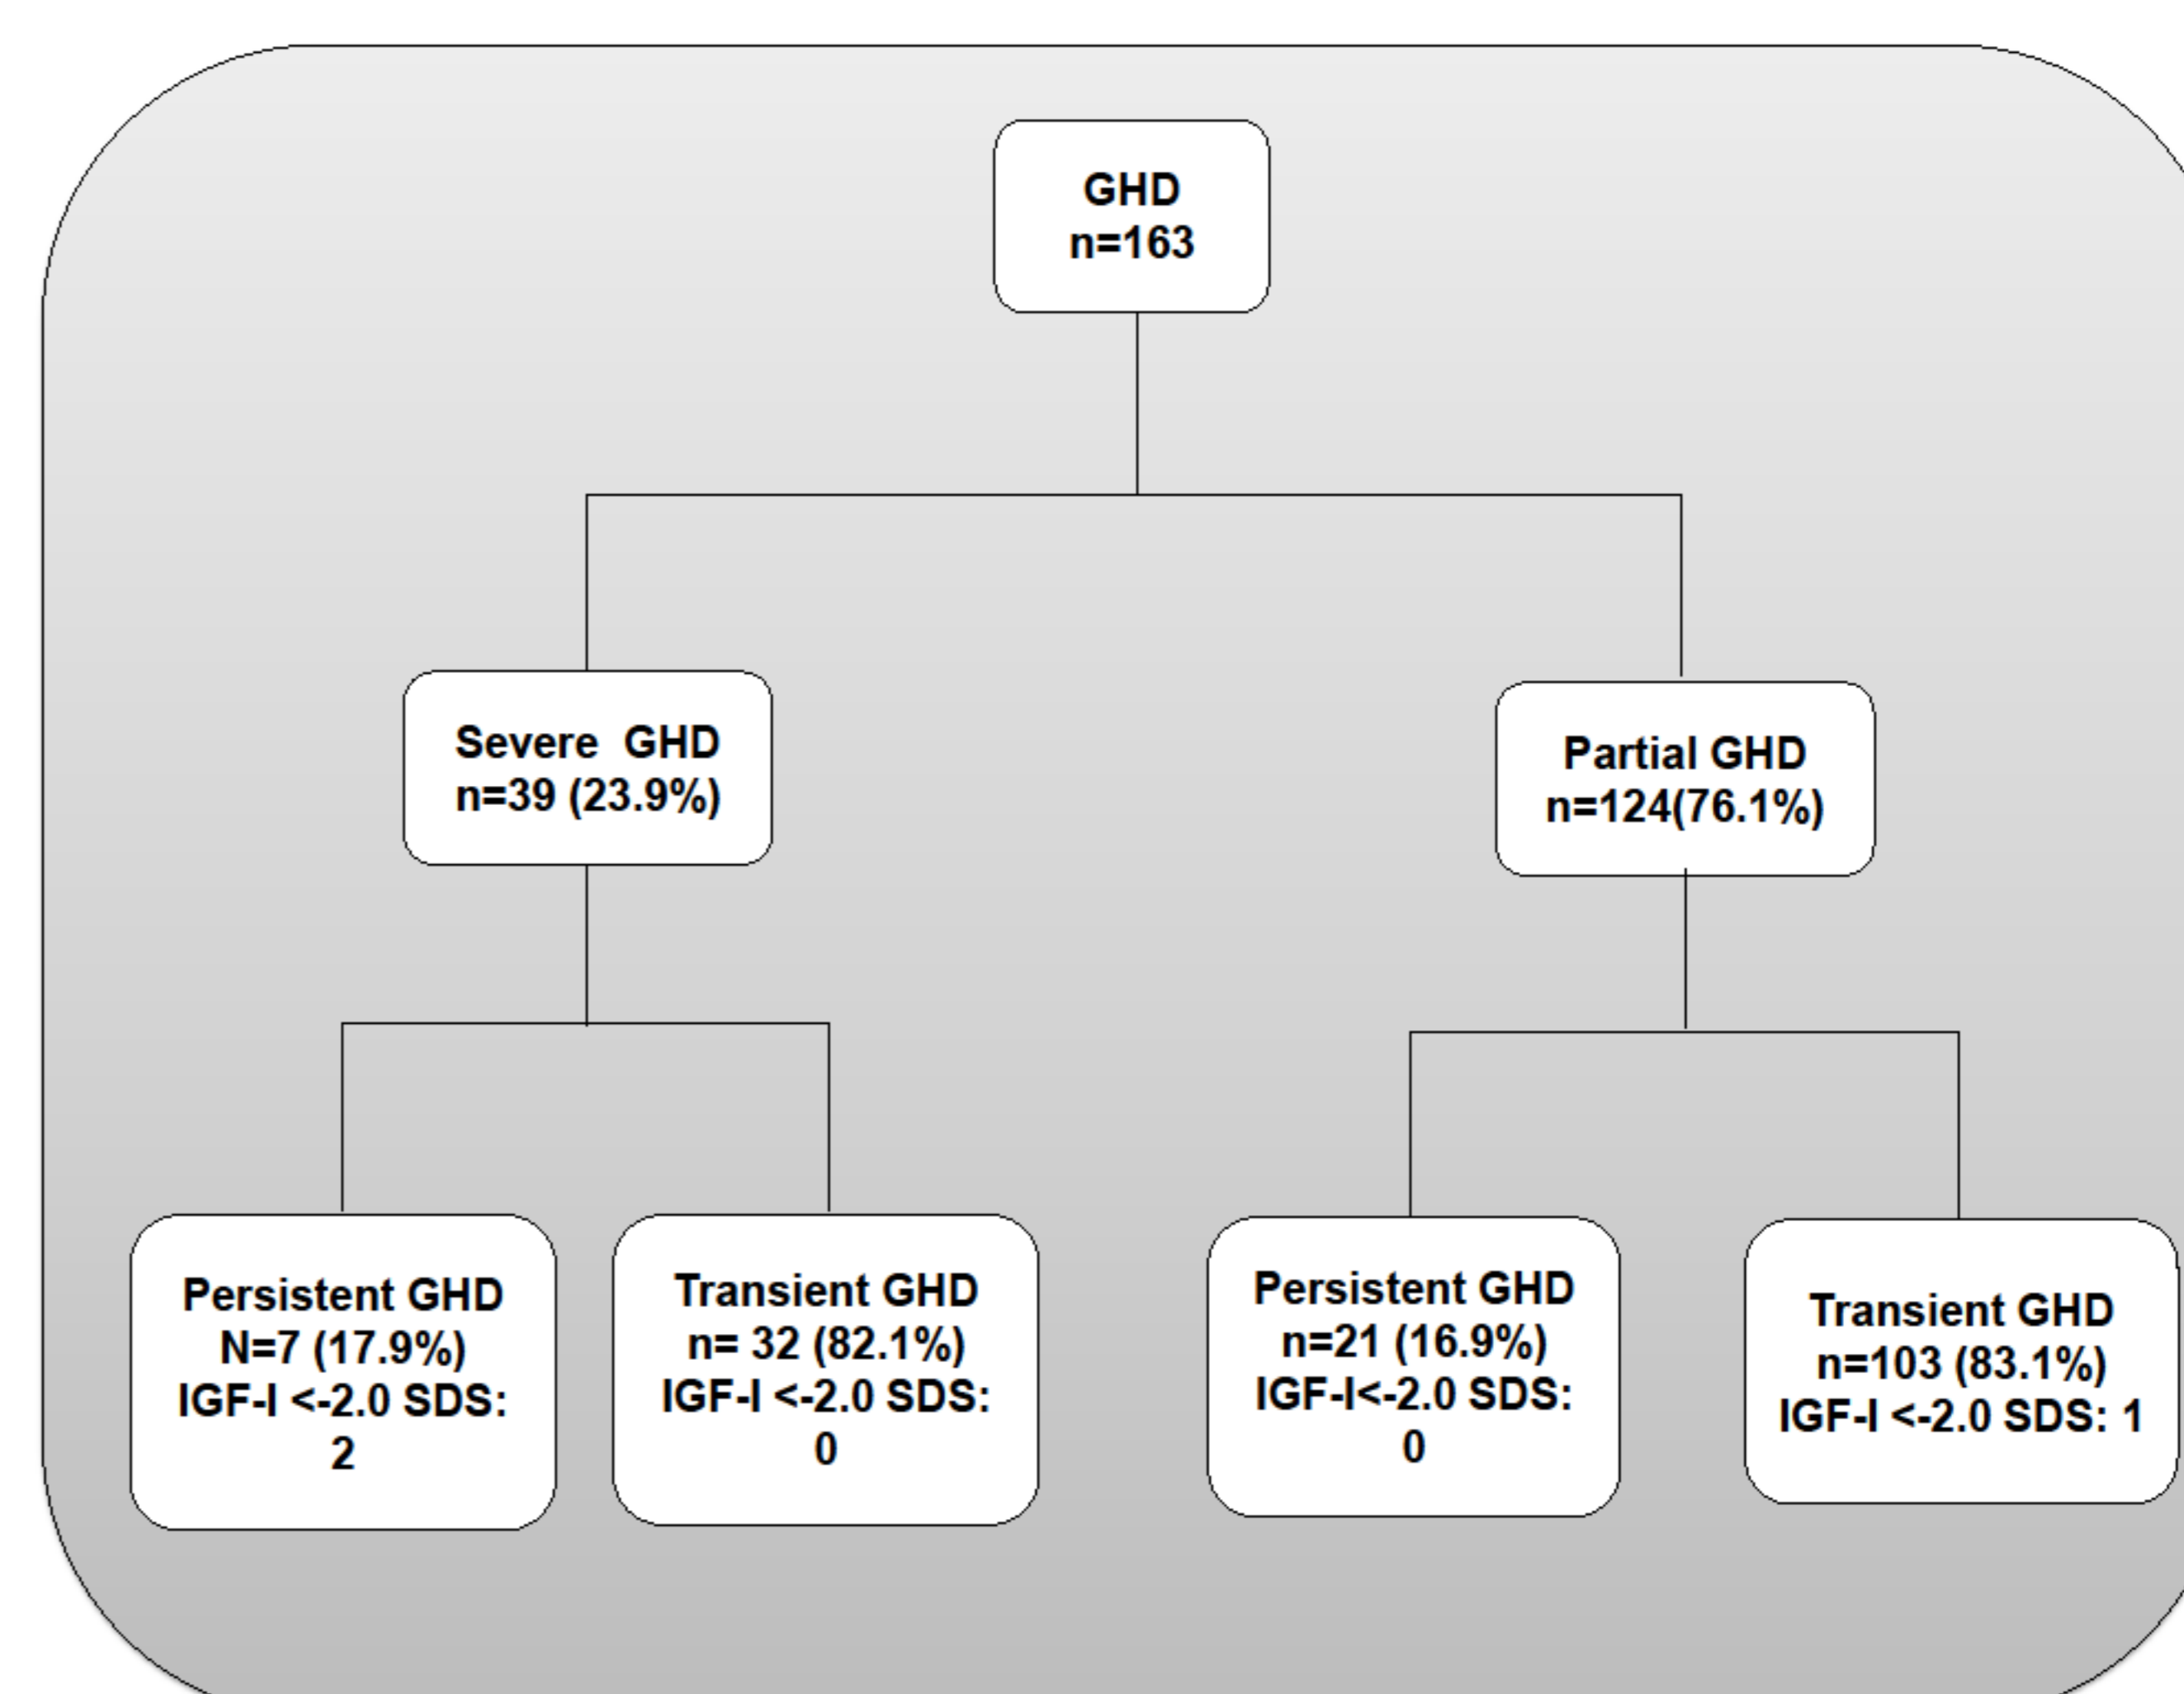 GHD
n=163
Severe  GHD
n=39 (23.9%)
Partial GHD
n=124(76.1%)
Persistent GHD
N=7 (17.9%)
IGF-I <-2.0 SDS:
2
Transient GHD
n= 32 (82.1%)
IGF-I <-2.0 SDS:
0
Persistent GHD
n=21 (16.9%)
IGF-I<-2.0 SDS:
0
Transient GHD
n=103 (83.1%)
IGF-I <-2.0 SDS: 1